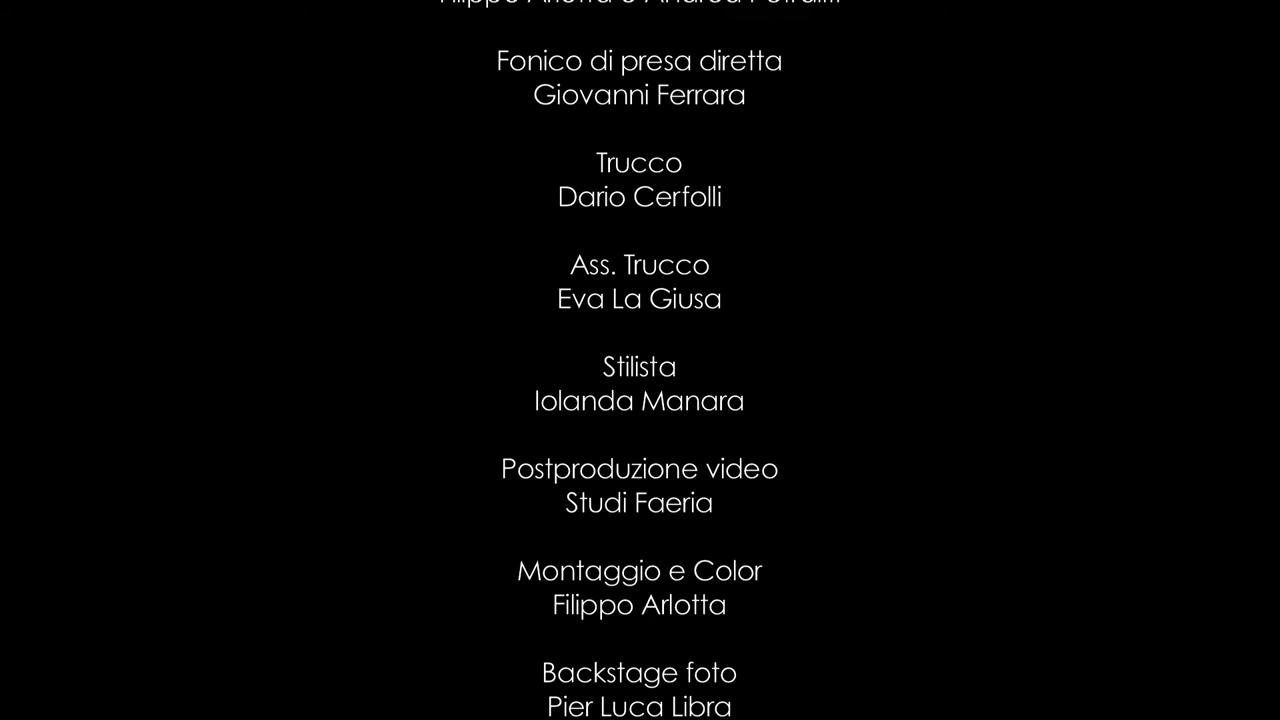 Fonico di presa diretta
Giovanni Ferrara
Trucco
Dario Cerfolli
Ass. Trucco
Eva La Giusa
Stilista
Iolanda Manara
Postproduzione video
Studi Faeria
Montaggio e Color
Filippo Arlotta
Backstage foto
Pier Luca Libra